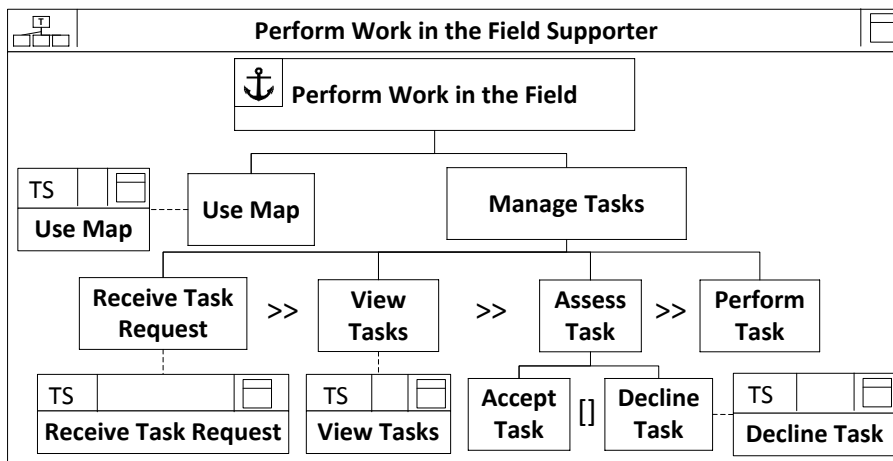 T
Perform Work in the Field Supporter
Perform Work in the Field
TS
Use Map
Use Map
Manage Tasks
Receive Task
Request
>>
View
Tasks
>>
Assess
Task
>>
Perform
Task
TS
Receive Task Request
TS
View Tasks
Accept
Task
[]
Decline
Task
TS
Decline Task